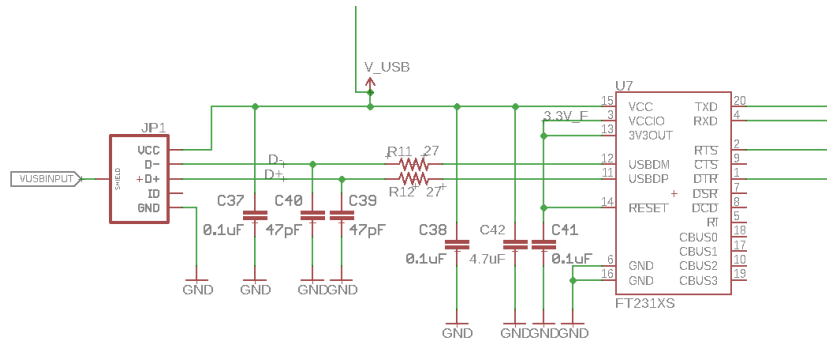 V_USB
U7
JP1
VUSBINPUT
SHIELD
VCC
D-
+D+
ID
GND
D-
D+
R11
27
R12
27
C37
0.1uF
C40
47pF
C39
47pF
C38
0.1uF
C42
4.7uF
C41
0.1uF
3.3V_F
15
3
13
12
11
14
6
16
VCC
VCCIO
3V3OUT
USBDM
USBDP
RESET
GND
GND
TXD
RXD
RTS
CTS
DTR
DSR
DCD
RI
CBUS0
CBUS1
CBUS2
CBUS3
20
4
2
9
1
7
8
5
18
17
10
19
FT231XS
GND
GND
GND
GND
GND
GND
GND
GND